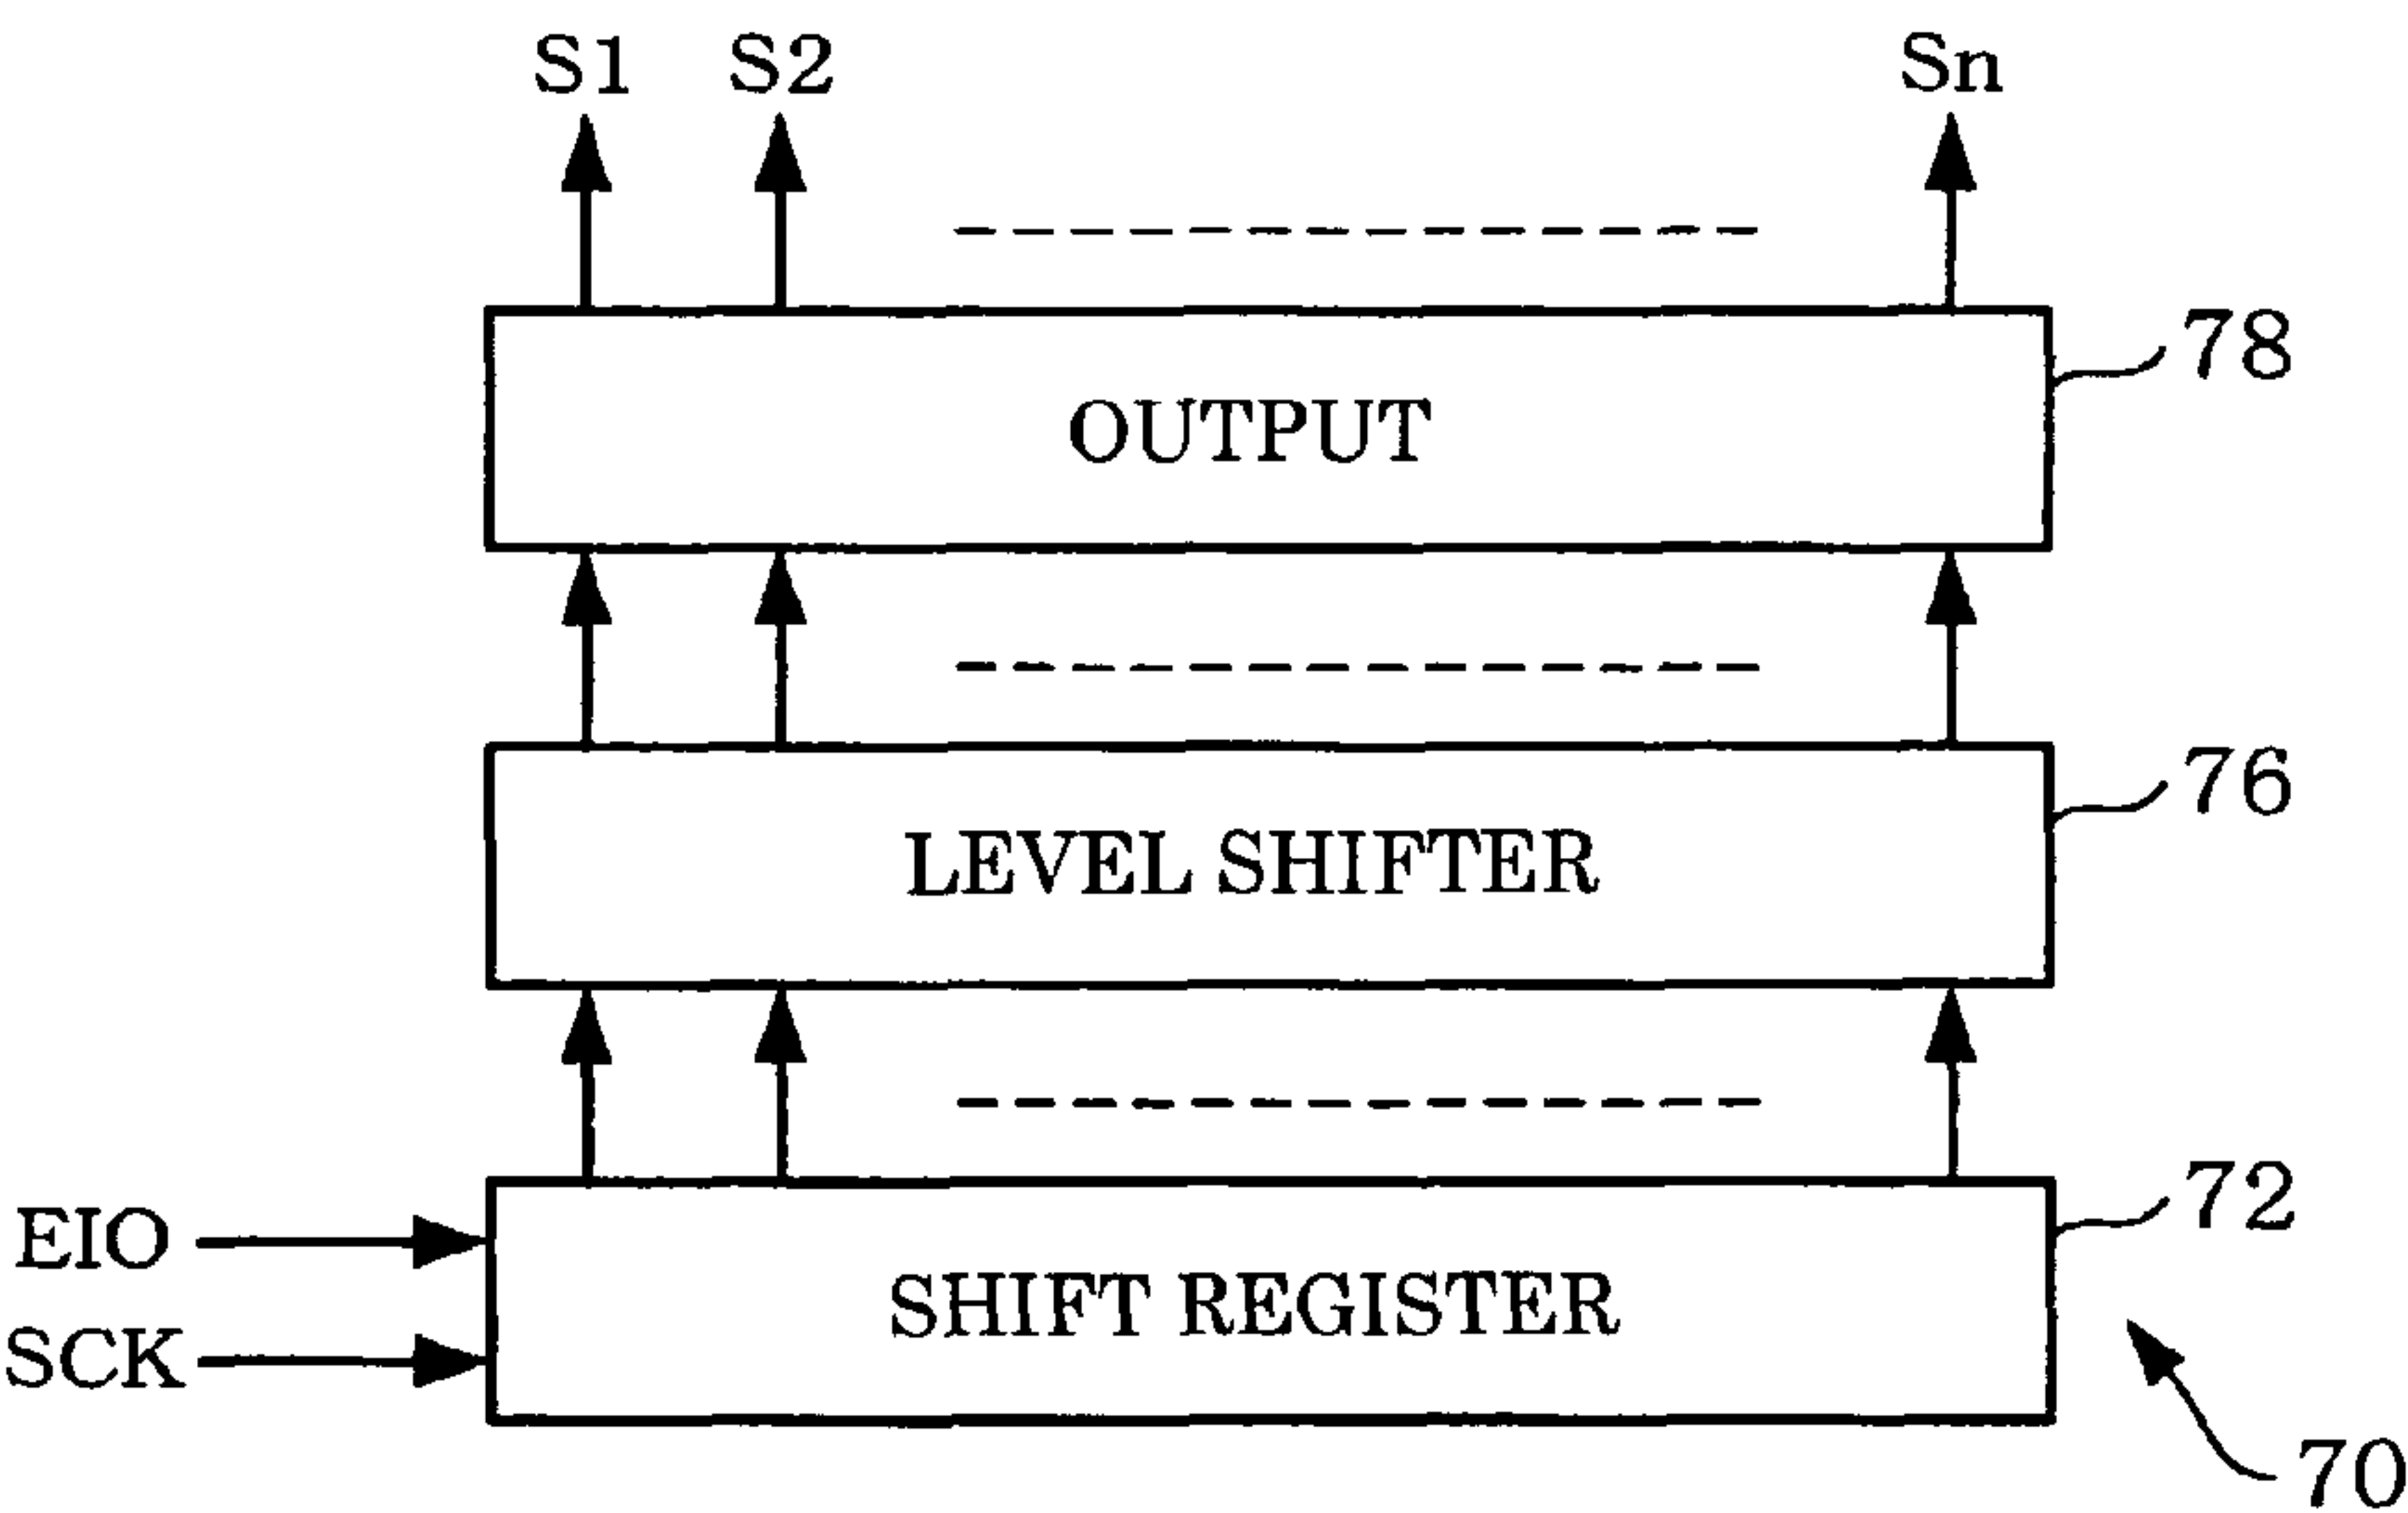 S1 S2 Sn
78
OUTPUT
76
LEVEL SHIFTER
72
EIO
SHIFT REGISTER
SCK
70